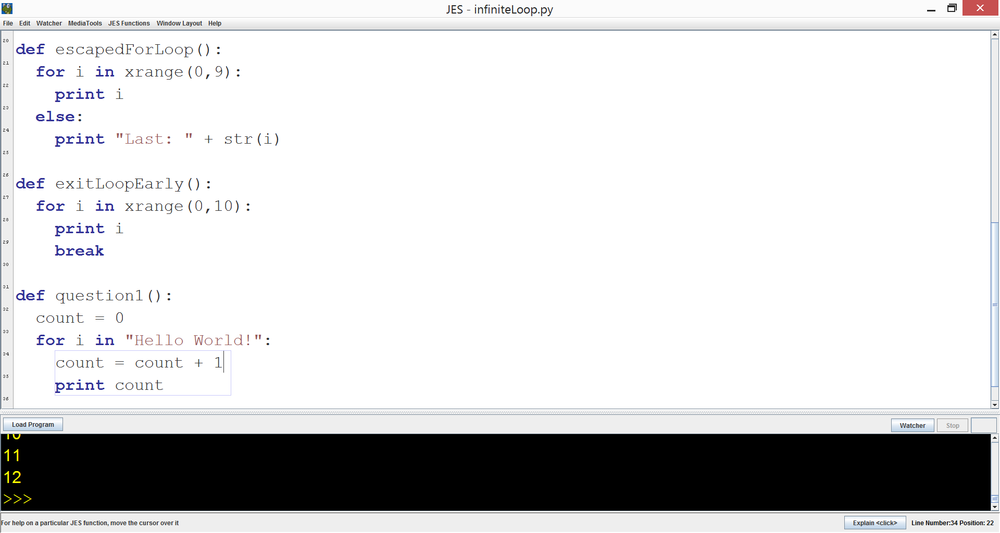 JES - infiniteLoop.py
File Edit Watcher MediaTools JES Functions Window Layout Help
20 def escapedForLoop():
21   for i in xrange(0,9):
22     print i
23   else:
24     print "Last: " + str(i)
25
26 def exitLoopEarly():
27   for i in xrange(0,10):
28     print i
29     break
30
31 def question1():
32   count = 0
33   for i in "Hello World!":
34     count = count + 1
35     print count
36
Load Program Watcher Stop
10
11
12
>>>
For help on a particular JES function, move the cursor over it Explain <click> Line Number:34 Position: 22